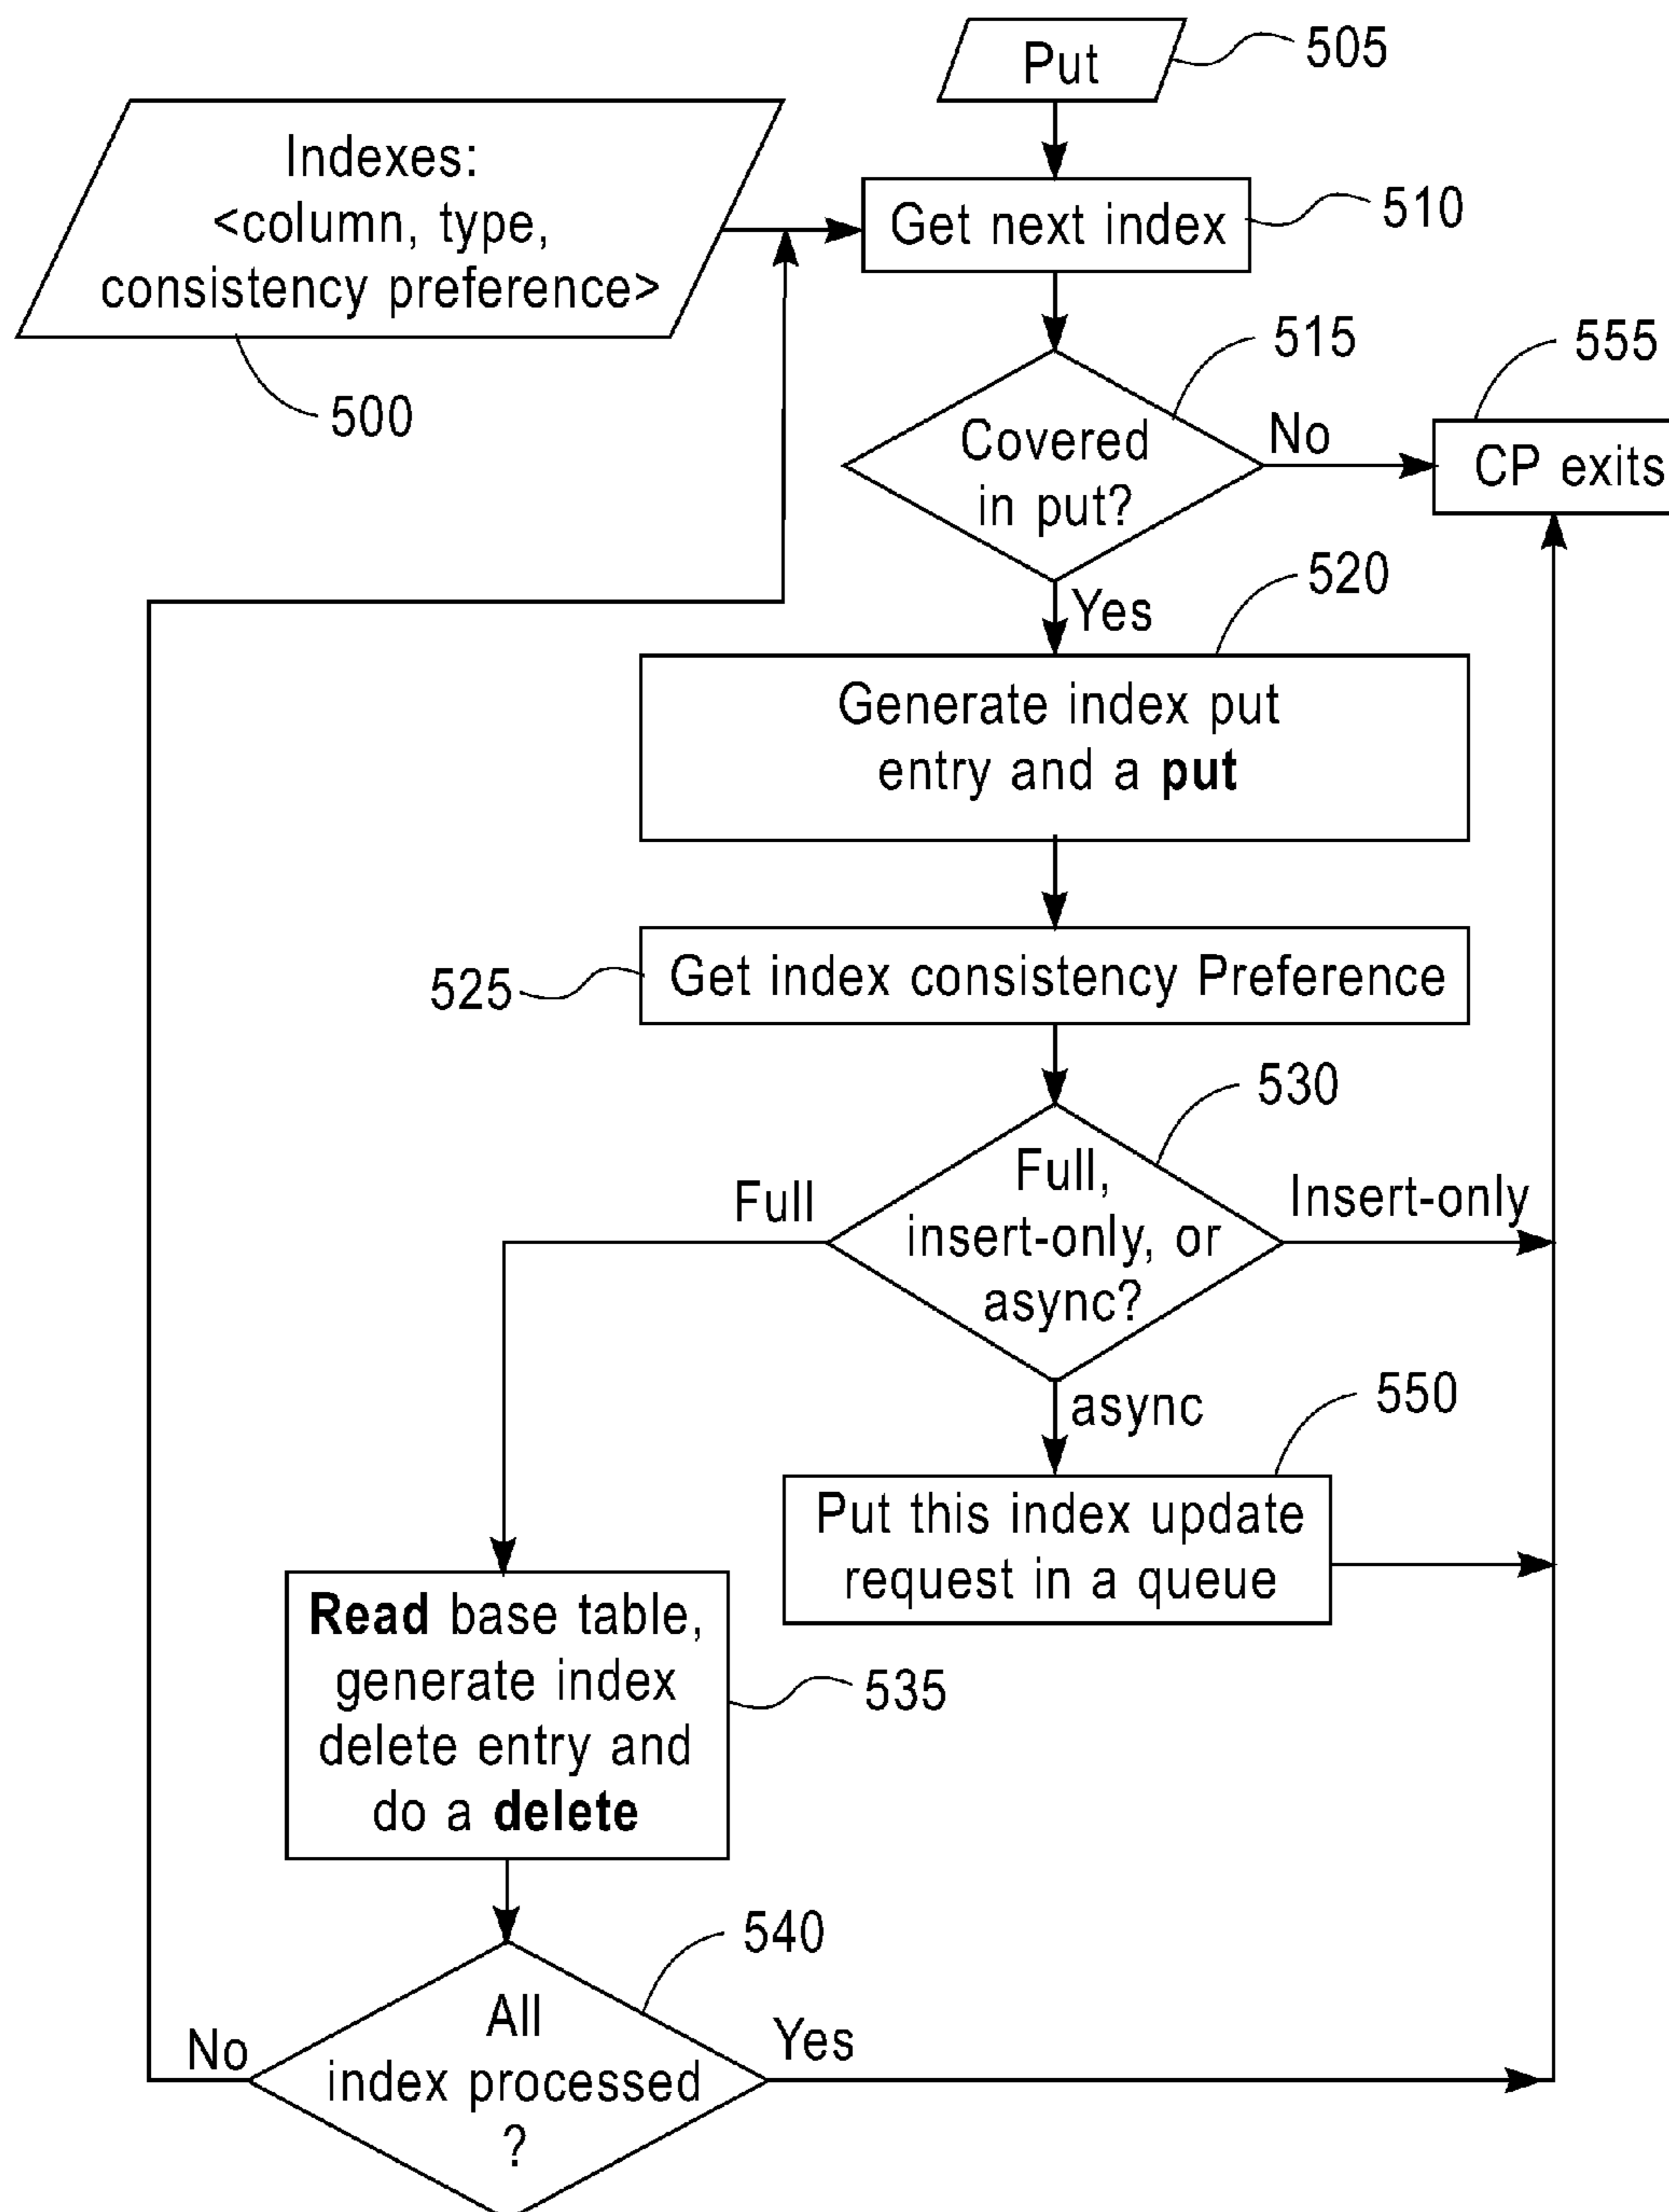 Put
505
Indexes:
<column, type,
consistency preference>
500
Get next index
510
515
555
Covered
in put?
No
CP exits
520
Yes
Generate index put
entry and a put
525
Get index consistency Preference
530
Full
Full,
insert-only, or
async?
Insert-only
async
550
Put this index update
request in a queue
Read base table,
generate index
delete entry and
do a delete
535
540
No
All
index processed
?
Yes